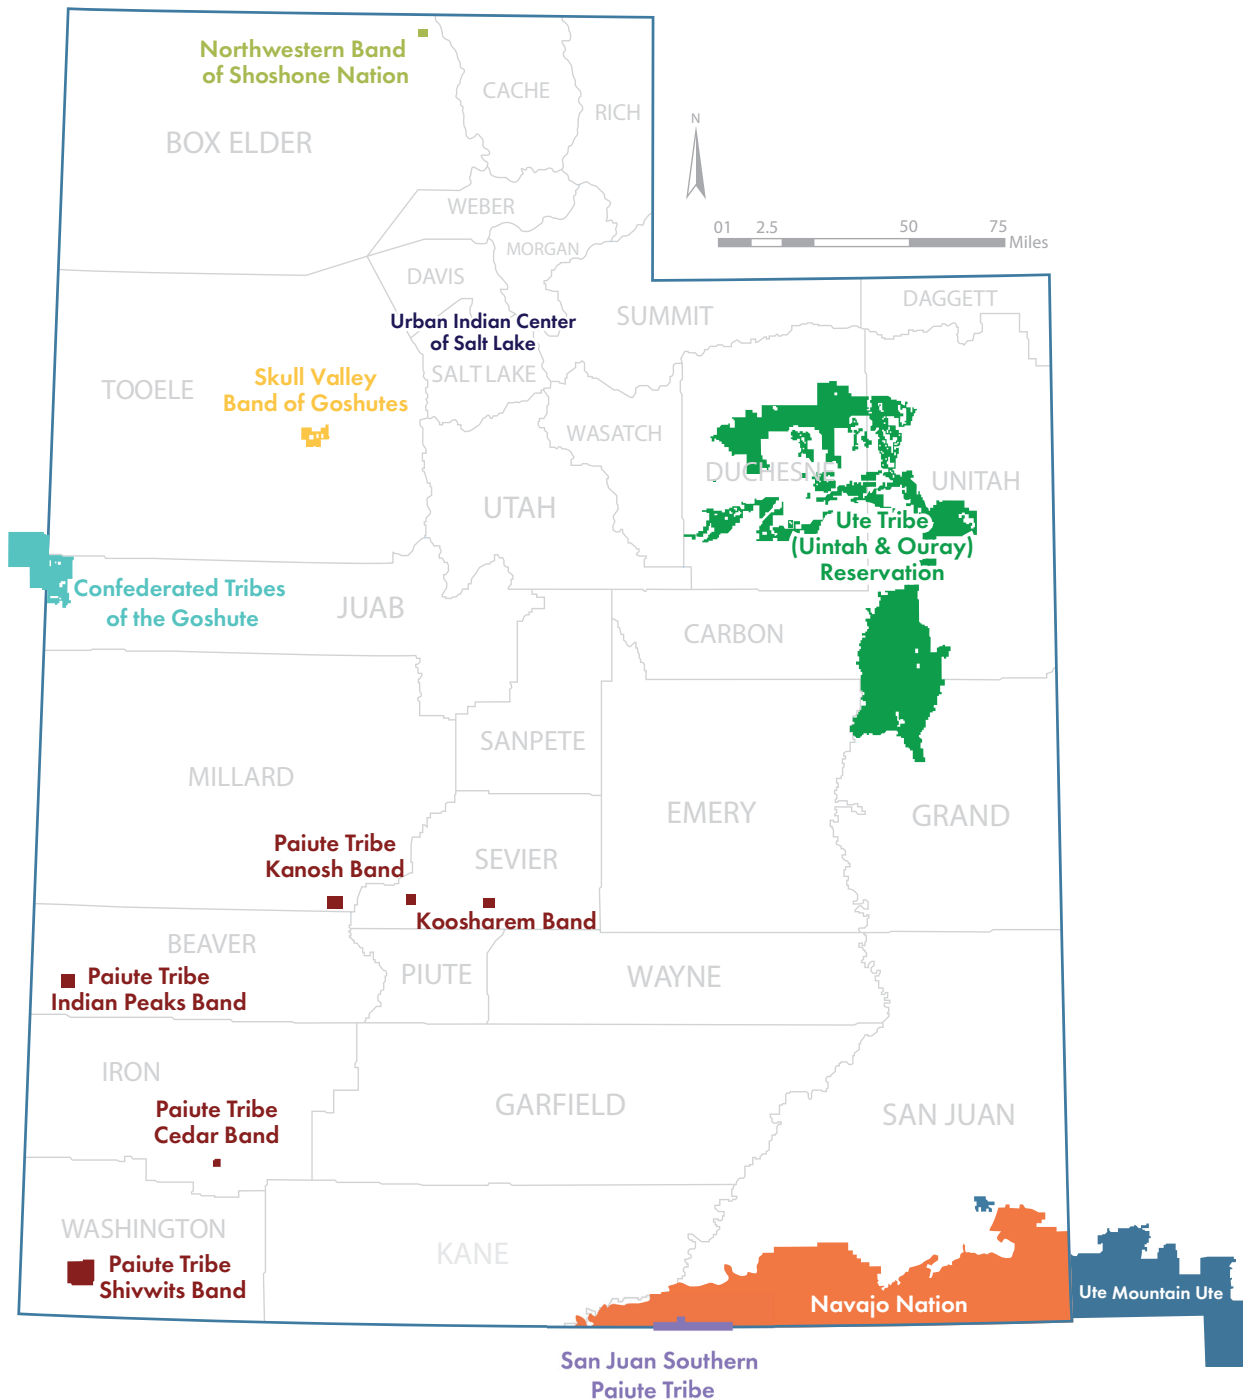 Northwestern Band
of Shoshone Nation
CACHE
RICH
N
BOX ELDER
WEBER
01 2.5 50 75
Miles
MORGAN
DAVIS
DAGGETT
SUMMIT
Urban Indian Center
of Salt Lake
SALT LAKE
TOOELE
Skull Valley
Band of Goshutes
WASATCH
DUCHESNE
UNITAH
UTAH
Ute Tribe
(Uintah & Ouray)
Reservation
Confederated Tribes
of the Goshute
JUAB
CARBON
SANPETE
MILLARD
EMERY
GRAND
Paiute Tribe
Kanosh Band
SEVIER
Koosharem Band
BEAVER
PIUTE
WAYNE
Paiute Tribe
Indian Peaks Band
IRON
GARFIELD
SAN JUAN
Paiute Tribe
Cedar Band
WASHINGTON
KANE
Paiute Tribe
Shivwits Band
Navajo Nation
Ute Mountain Ute
San Juan Southern
Paiute Tribe